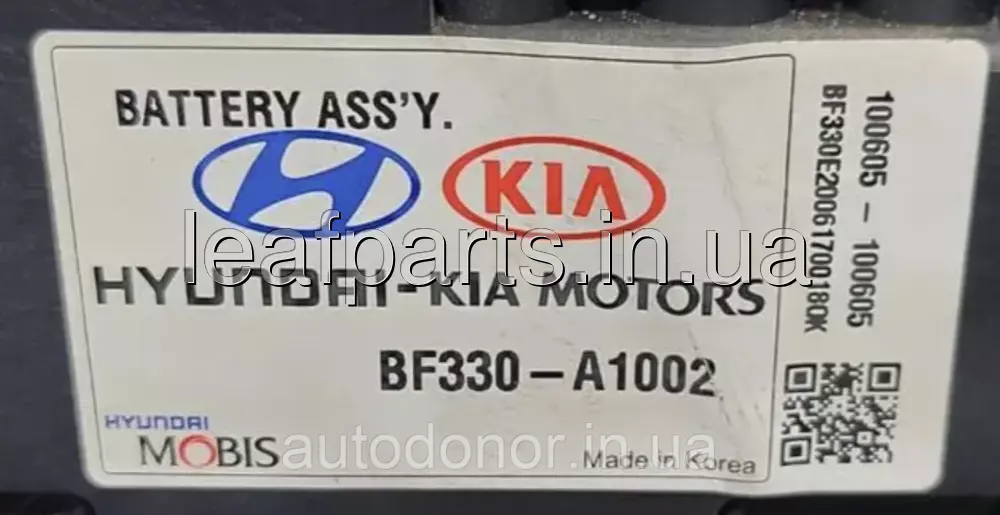 BATTERY ASS'Y.
KIA
HYUNDAI-KIA MOTORS
BF330-A1002
HYUNDAI
MOBIS
Made in Korea
100605 - 100605
BF330E20061700180K
leafparts.in.ua
autodonor.in.ua